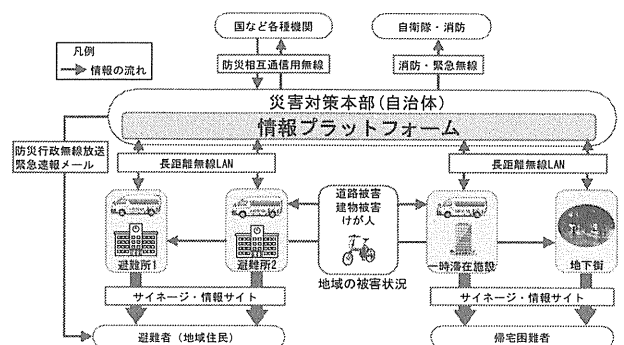 国など各種機関
自衛隊・消防
凡例
情報の流れ
防災相互通信用無線
消防・緊急無線
災害対策本部(自治体)
情報プラットフォーム
防災行政無線放送
緊急速報メール
長距離無線LAN
長距離無線LAN
道路被害
建物被害
けが人
避難所1
避難所2
地域の被害状況
一時滞在施設
地下街
サイネージ・情報サイト
サイネージ・情報サイト
避難者(地域住民)
帰宅困難者